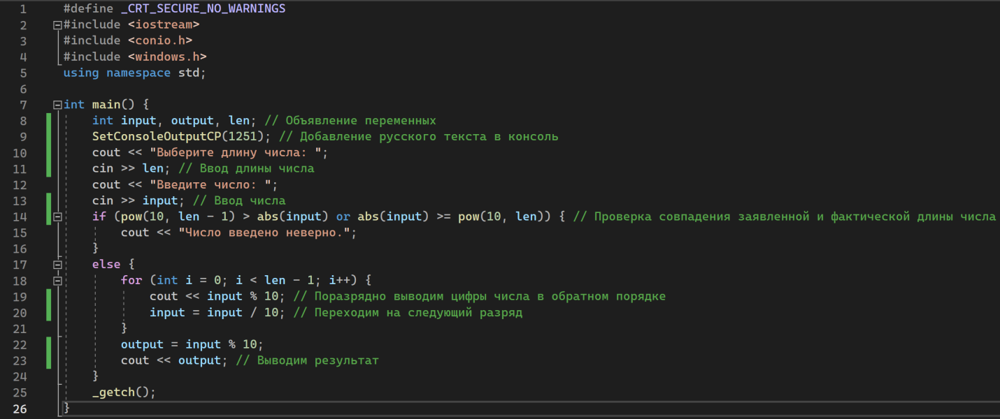 1 #define _CRT_SECURE_NO_WARNINGS
2 #include <iostream>
3 #include <conio.h>
4 #include <windows.h>
5 using namespace std;
6
7 int main() {
8 int input, output, len; // Объявление переменных
9 SetConsoleOutputCP(1251); // Добавление русского текста в консоль
10 cout << "Выберите длину числа: ";
11 cin >> len; // Ввод длины числа
12 cout << "Введите число: ";
13 cin >> input; // Ввод числа
14 if (pow(10, len - 1) > abs(input) or abs(input) >= pow(10, len)) { // Проверка совпадения заявленной и фактической длины числа
15 cout << "Число введено неверно.";
16 }
17 else {
18 for (int i = 0; i < len - 1; i++) {
19 cout << input % 10; // Поразрядно выводим цифры числа в обратном порядке
20 input = input / 10; // Переходим на следующий разряд
21 }
22 output = input % 10;
23 cout << output; // Выводим результат
24 }
25 _getch();
26 }